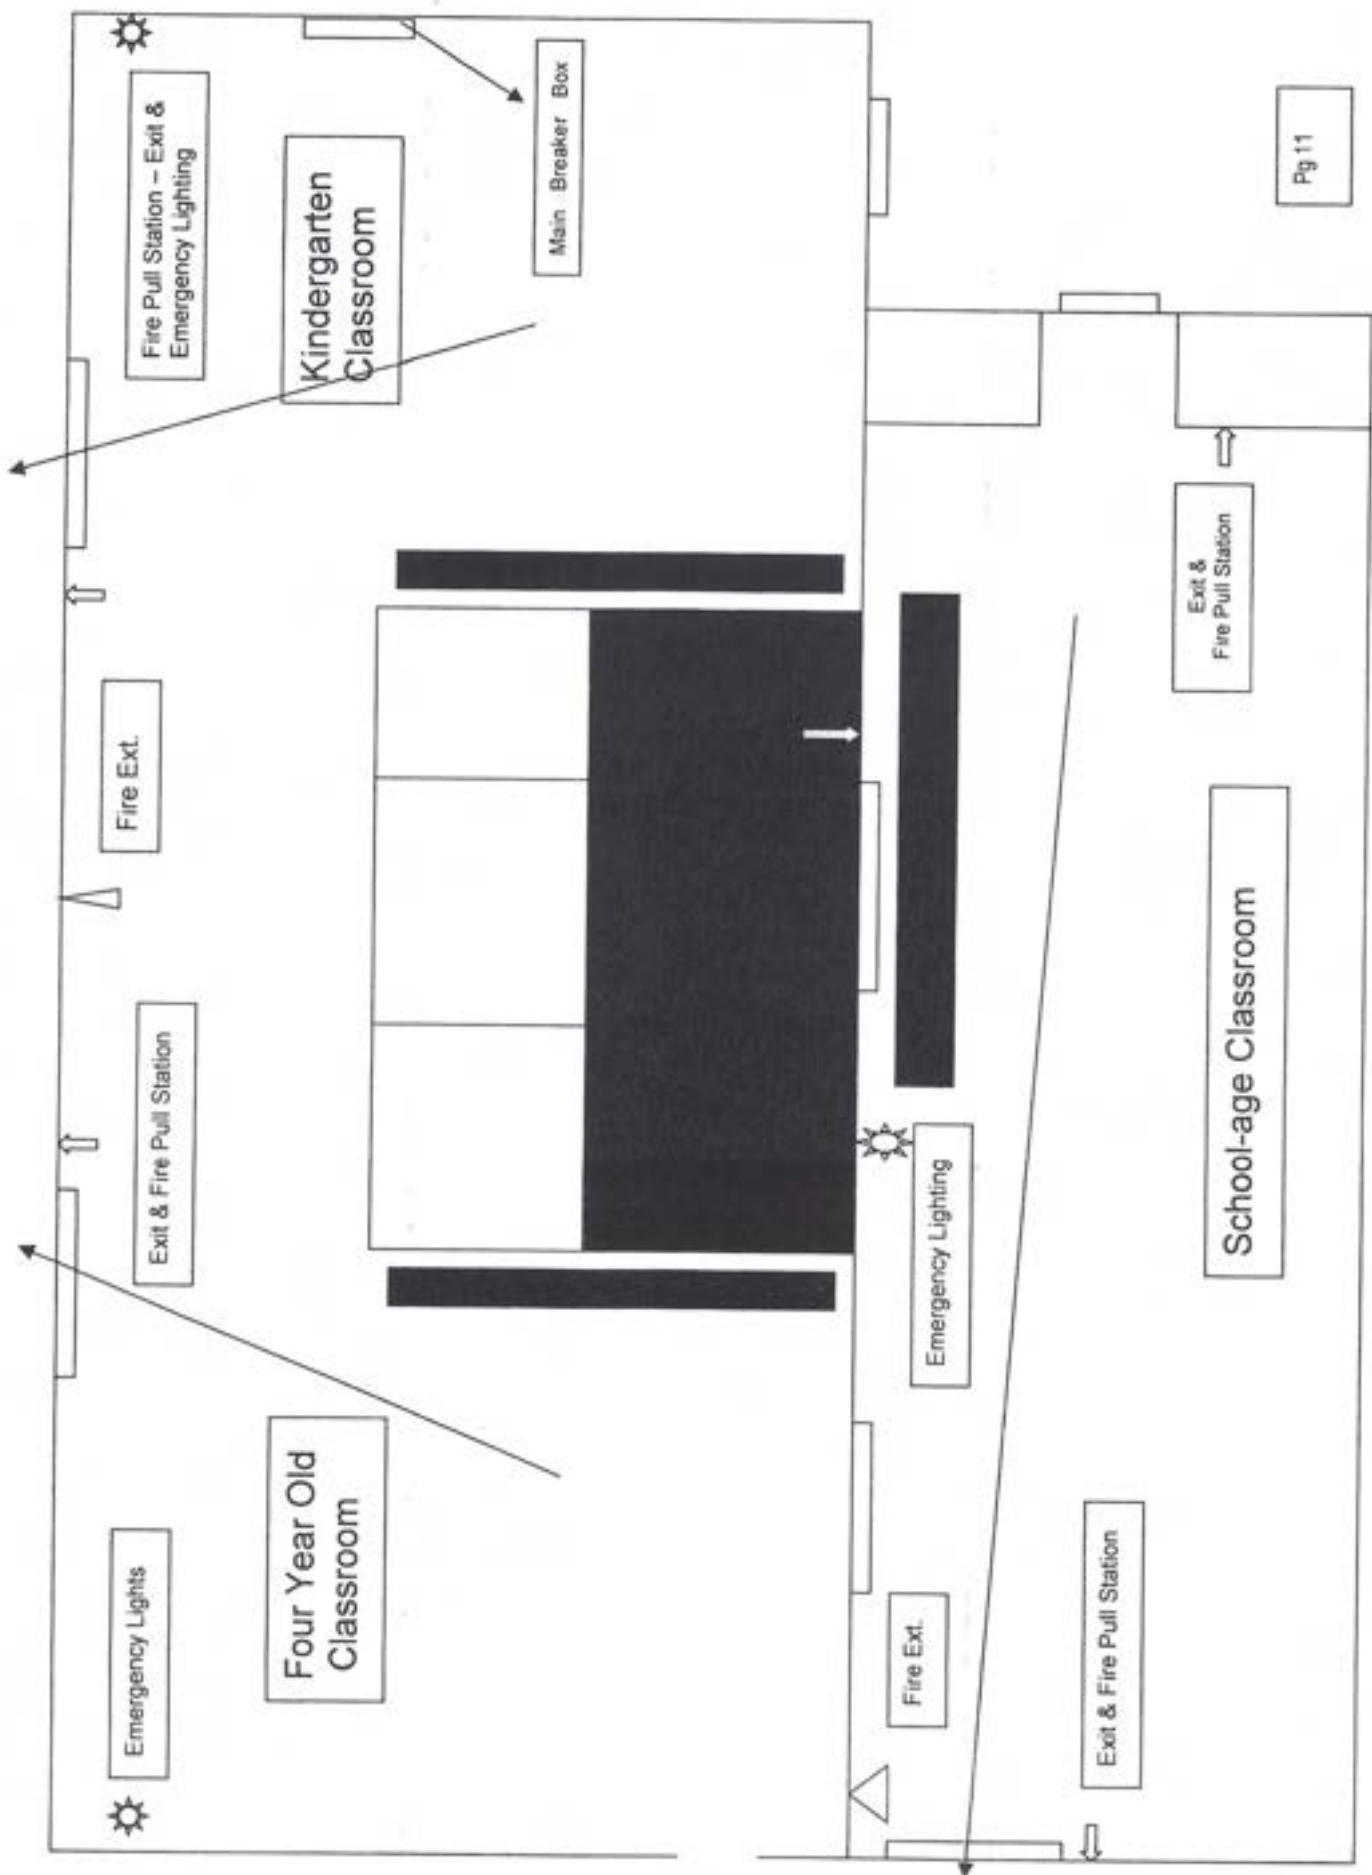 Emergency Lights
Exit & Fire Pull Station
Fire Ext.
Fire Pull Station – Exit &
Emergency Lighting
Four Year Old
Classroom
Kindergarten
Classroom
Main Breaker Box
Fire Ext.
Emergency Lighting
Exit & Fire Pull Station
School-age Classroom
Exit &
Fire Pull Station
Pg 11